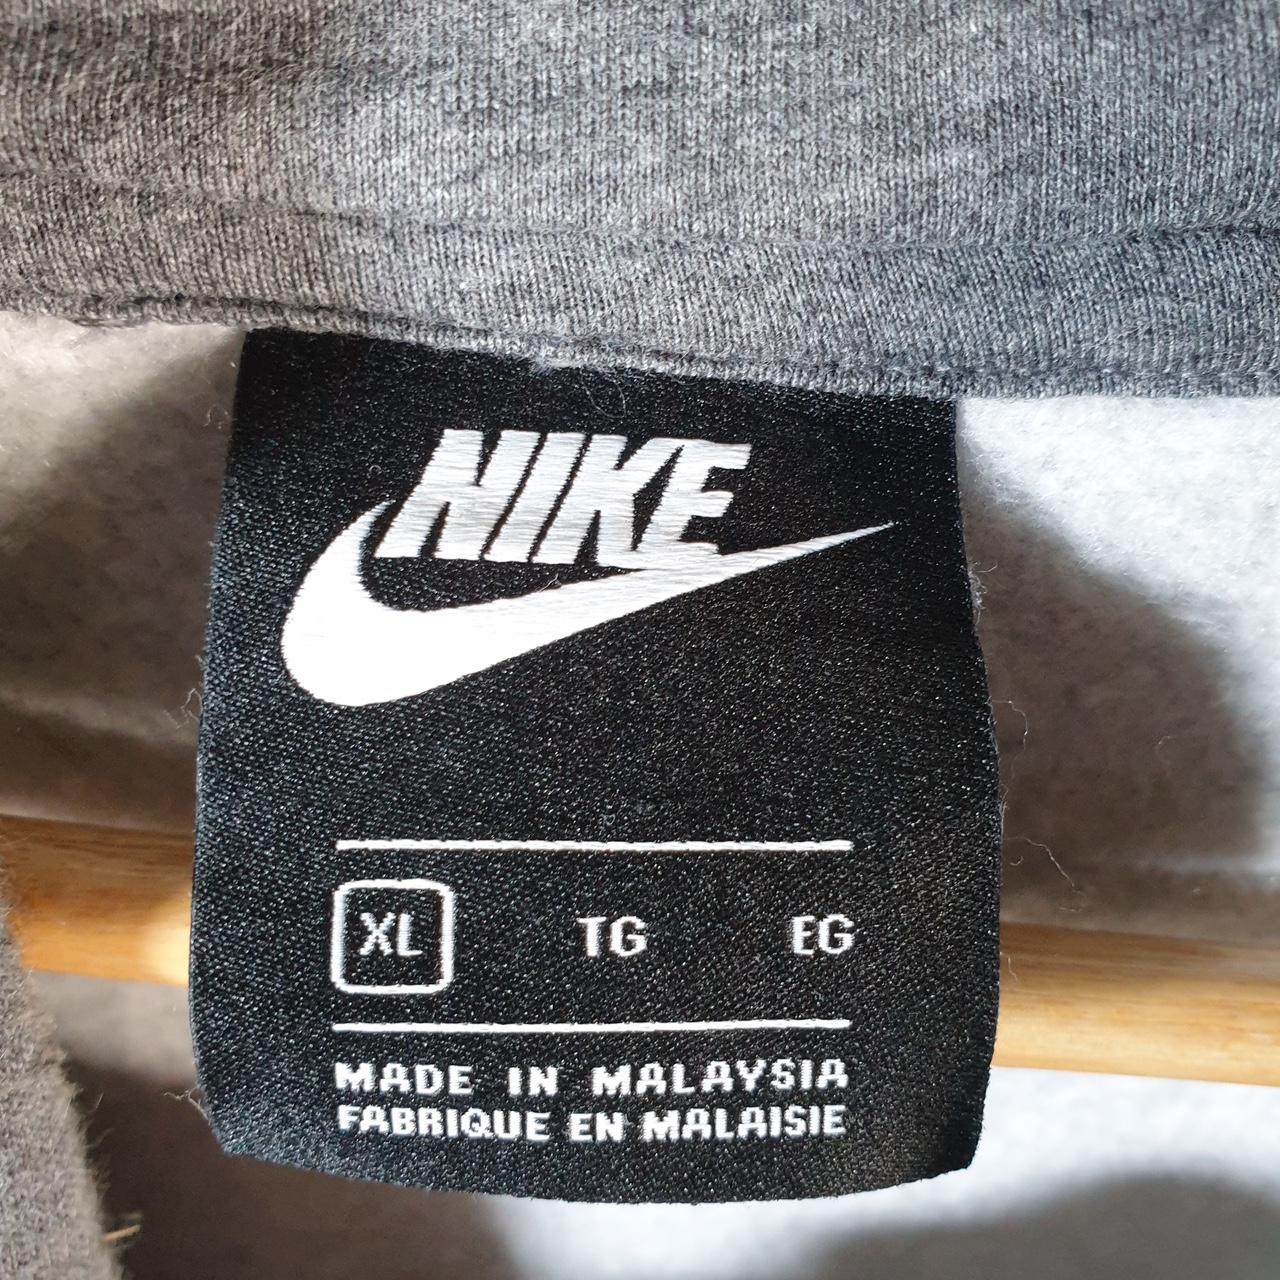 NIKE
XL TG EG
MADE IN MALAYSIA
FABRIQUE EN MALAISIE